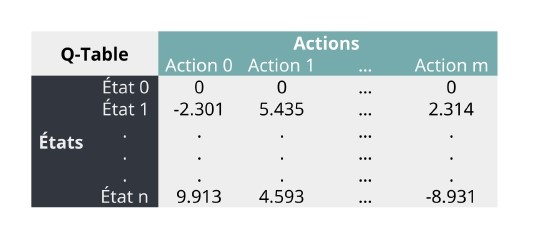 Q-Table Actions
Action 0 Action 1 ... Action m
État 0 0 0 ... 0
État 1 -2.301 5.435 ... 2.314
. . . ... .
États . . . ... .
. . . ... .
État n 9.913 4.593 ... -8.931